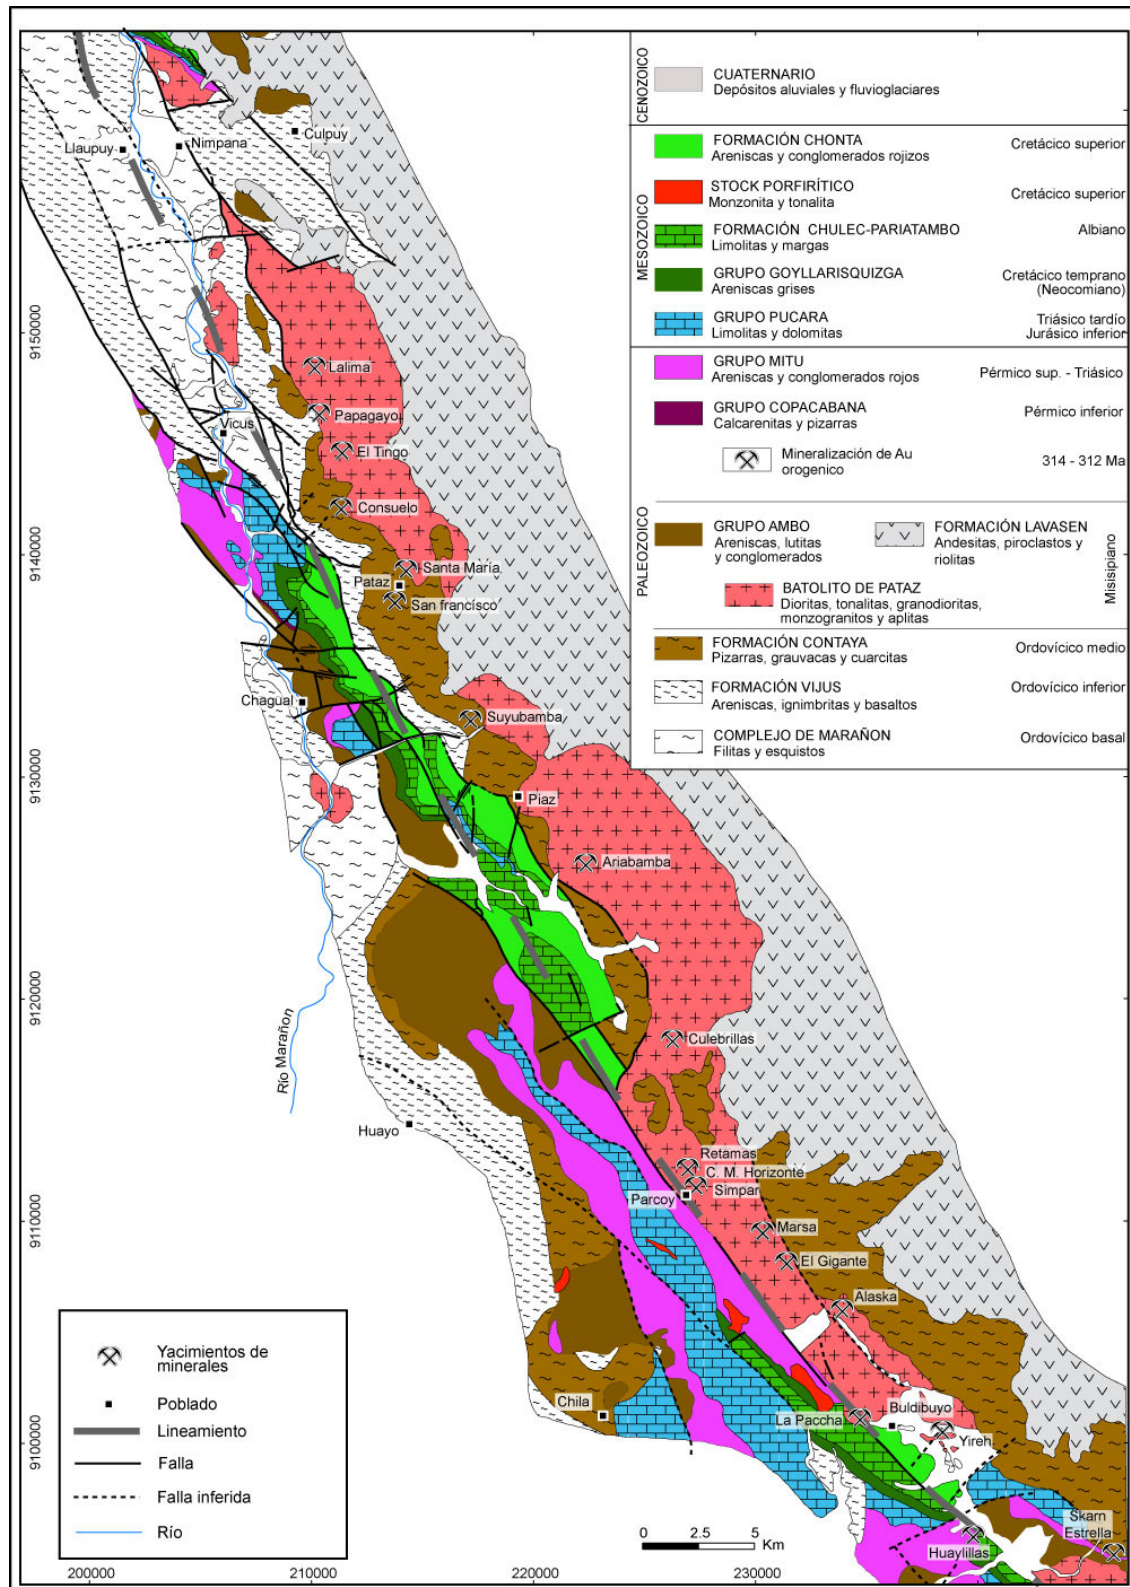 CENOZOICO
CUATERNARIO
Depósitos aluviales y fluvioglaciares
MESOZOICO
FORMACIÓN CHONTA
Areniscas y conglomerados rojizos
Cretácico superior
STOCK PORFIRÍTICO
Monzonita y tonalita
Cretácico superior
FORMACIÓN CHULEC-PARIATAMBO
Limolitas y margas
Albiano
GRUPO GOYLLARISQUIZGA
Areniscas grises
Cretácico temprano
(Neocomiano)
GRUPO PUCARA
Limolitas y dolomitas
Triásico tardío
Jurásico inferior
PALEOZOICO
GRUPO MITU
Areniscas y conglomerados rojos
Pérmico sup. - Triásico
GRUPO COPACABANA
Calcarenitas y pizarras
Pérmico inferior
Mineralización de Au
orogenico
314 - 312 Ma
GRUPO AMBO
Areniscas, lutitas
y conglomerados
FORMACIÓN LAVASEN
Andesitas, piroclastos y
riolitas
BATOLITO DE PATAZ
Dioritas, tonalitas, granodioritas,
monzogranitos y aplitas
Misisipiano
FORMACIÓN CONTAYA
Pizarras, grauvacas y cuarcitas
Ordovícico medio
FORMACIÓN VIJUS
Areniscas, ignimbritas y basaltos
Ordovícico inferior
COMPLEJO DE MARAÑON
Filitas y esquistos
Ordovícico basal
Culpuy
Nimpana
Llaupuy
Lalima
Papagayo
Vicus
El Tingo
Consuelo
Santa María
Pataz
San francisco
Chagual
Suyubamba
Piaz
Ariabamba
Río Marañon
Culebrillas
Huayo
Retamas
C. M. Horizonte
Simpar
Parcoy
Marsa
El Gigante
Alaska
Chila
La Paccha
Buldibuyo
Yireh
Skarn
Estrella
Huaylillas
9150000
9140000
9130000
9120000
9110000
9100000
Yacimientos de
minerales
Poblado
Lineamiento
Falla
Falla inferida
Río
0 2.5 5
Km
200000 210000 220000 230000